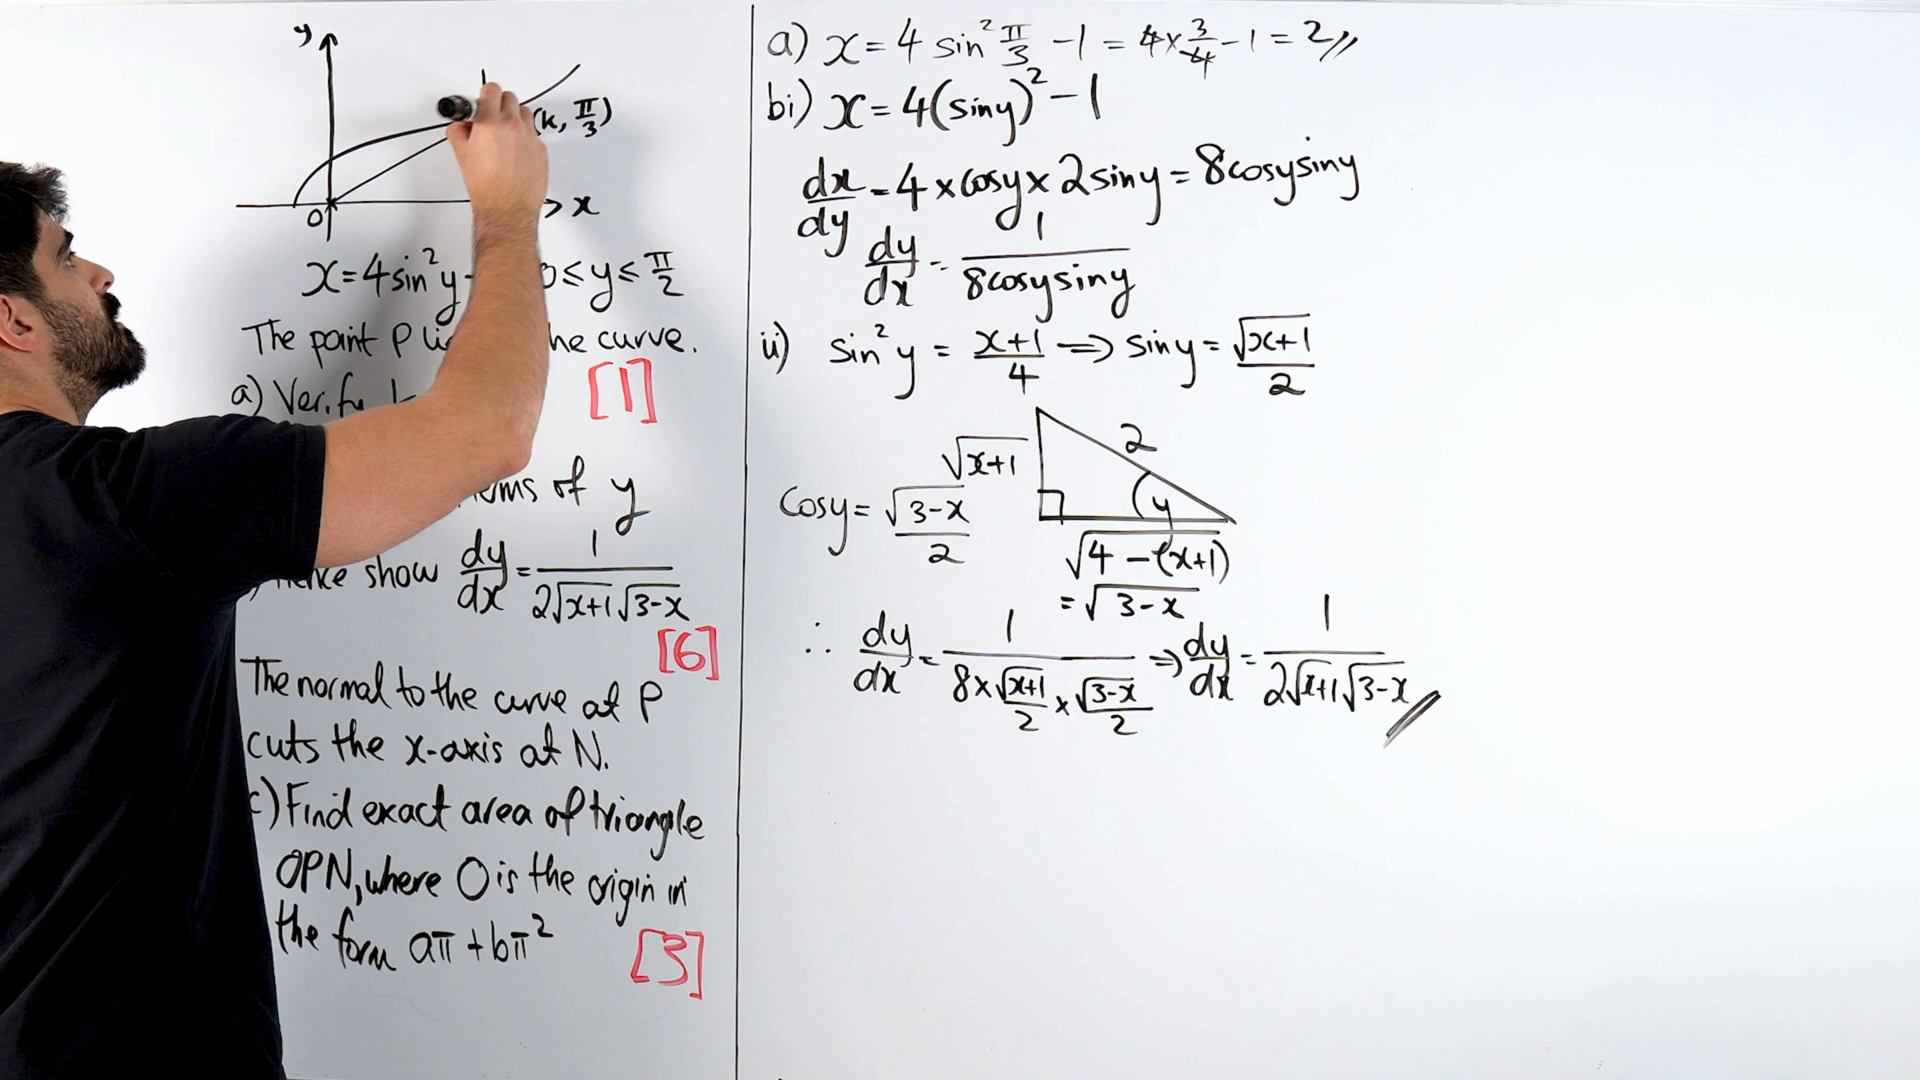 y
(k, π/3)
O
x
x = 4sin²y - 0 ≤ y ≤ π/2
The point P he curve.
a) Verify [1]
terms of y
Hence show dy/dx = 1/(2√(x+1)√(3-x))
[6]
The normal to the curve at P
cuts the x-axis at N.
c) Find exact area of triangle
OPN, where O is the origin in
the form aπ + bπ²
[3]
a) x = 4 sin² π/3 - 1 = 4 × 3/4 - 1 = 2
bi) x = 4(siny)² - 1
dx/dy = 4 × cosy × 2siny = 8cosysiny
dy/dx = 1/(8cosysiny)
ii) sin²y = (x+1)/4 ⇒ siny = √(x+1)/2
√(x+1)
2
y
Cosy = √(3-x)/2
√(4-(x+1))
= √(3-x)
∴ dy/dx = 1/(8 × √(x+1)/2 × √(3-x)/2) ⇒ dy/dx = 1/(2√(x+1)√(3-x))